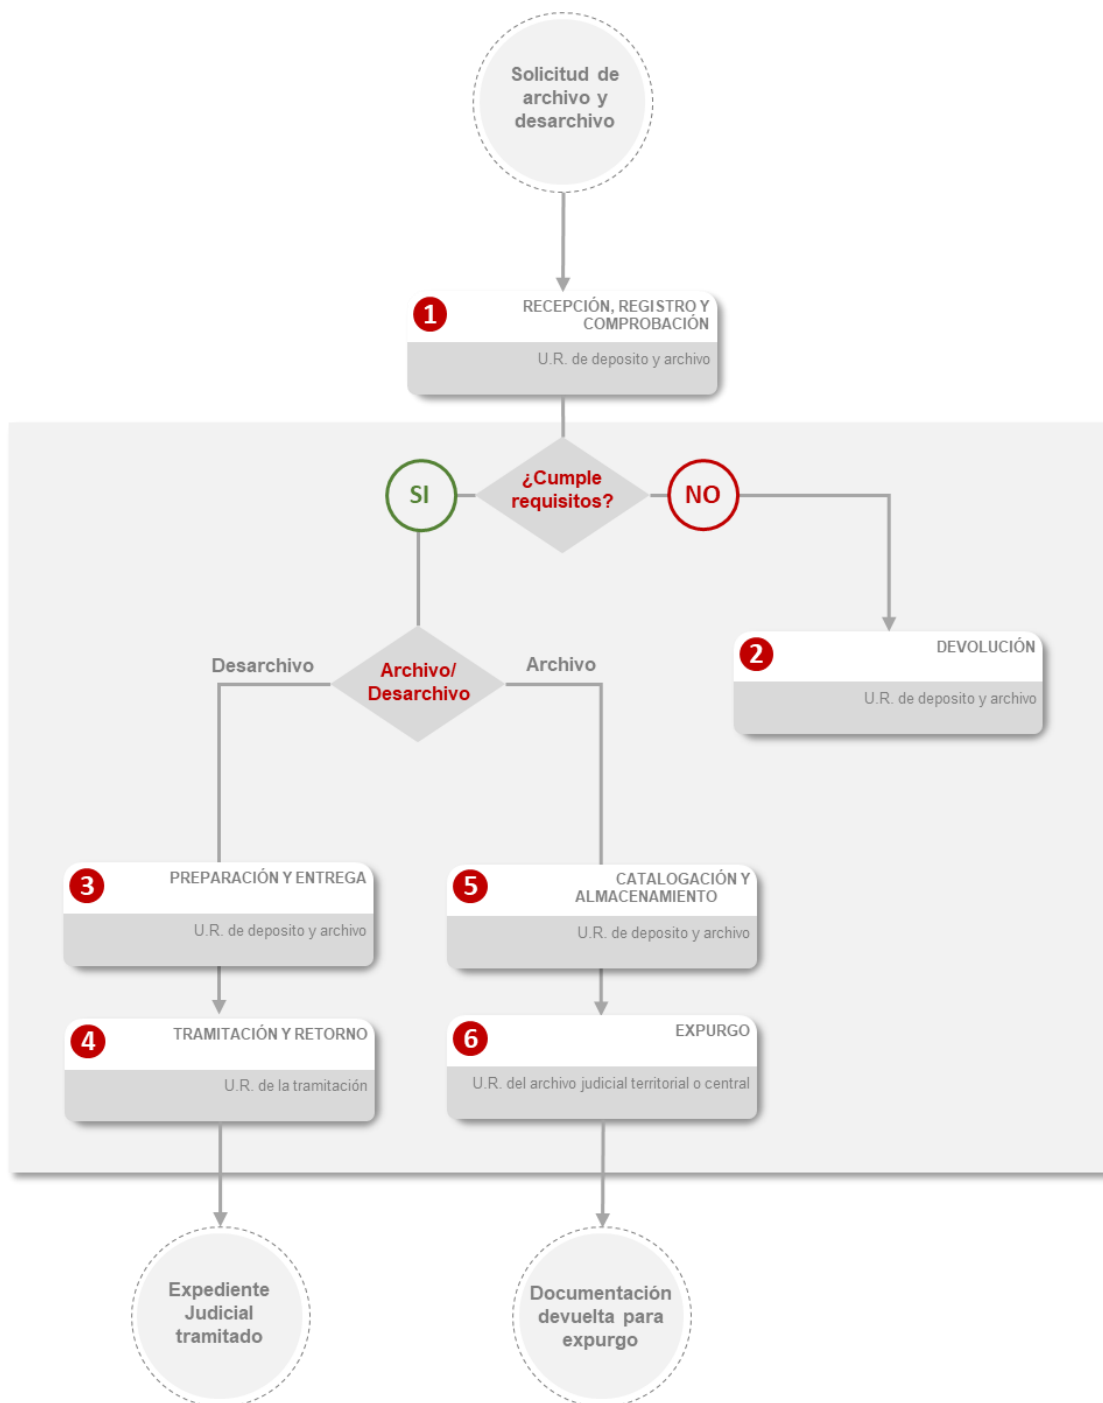 Solicitud de
archivo y
desarchivo
1
RECEPCIÓN, REGISTRO Y
COMPROBACIÓN
U.R. de deposito y archivo
SI
¿Cumple
requisitos?
NO
2
DEVOLUCIÓN
U.R. de deposito y archivo
Desarchivo
Archivo/
Desarchivo
Archivo
3
PREPARACIÓN Y ENTREGA
U.R. de deposito y archivo
5
CATALOGACIÓN Y
ALMACENAMIENTO
U.R. de deposito y archivo
4
TRAMITACIÓN Y RETORNO
U.R. de la tramitación
6
EXPURGO
U.R. del archivo judicial territorial o central
Expediente
Judicial
tramitado
Documentación
devuelta para
expurgo